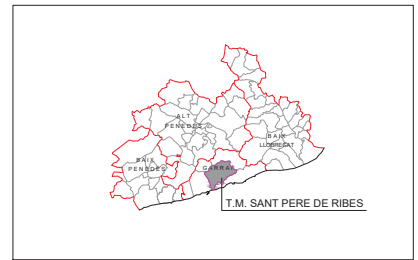 ALT
PENEDÈS
BAIX
LLOBREGAT
BAIX
PENEDÈS
GARRAF
T.M. SANT PERE DE RIBES